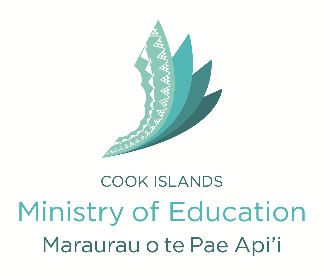 COOK ISLANDS
Ministry of Education
Maraurau o te Pae Api'i